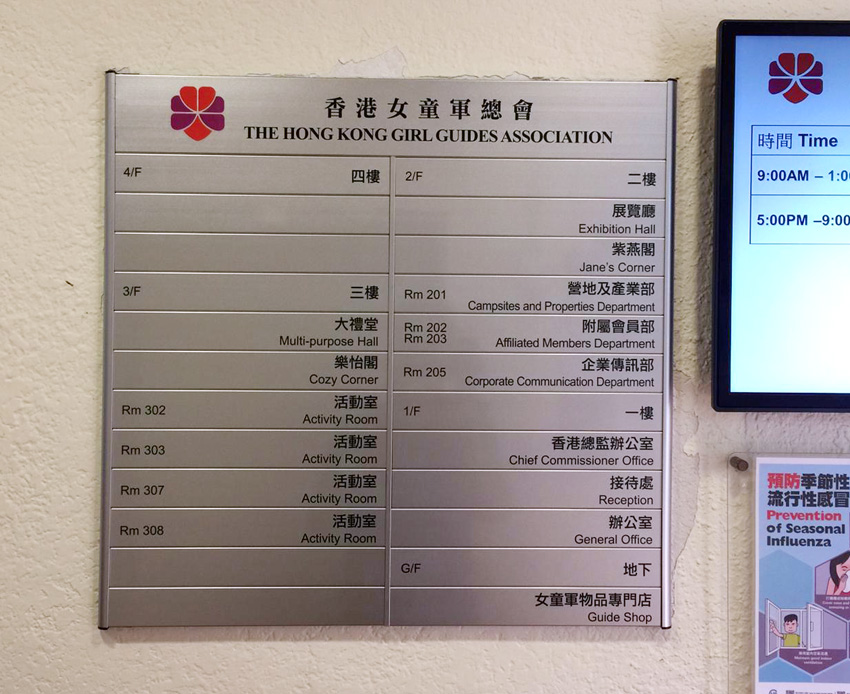 香港女童軍總會
THE HONG KONG GIRL GUIDES ASSOCIATION
4/F 四樓
3/F 三樓
大禮堂
Multi-purpose Hall
樂怡閣
Cozy Corner
Rm 302 活動室
Activity Room
Rm 303 活動室
Activity Room
Rm 307 活動室
Activity Room
Rm 308 活動室
Activity Room
2/F 二樓
展覽廳
Exhibition Hall
紫燕閣
Jane's Corner
Rm 201 營地及產業部
Campsites and Properties Department
Rm 202 附屬會員部
Rm 203 Affiliated Members Department
Rm 205 企業傳訊部
Corporate Communication Department
1/F 一樓
香港總監辦公室
Chief Commissioner Office
接待處
Reception
辦公室
General Office
G/F 地下
女童軍物品專門店
Guide Shop
時間 Time
9:00AM – 1:00
5:00PM –9:00
預防季節性
流行性感冒
Prevention
of Seasonal
Influenza